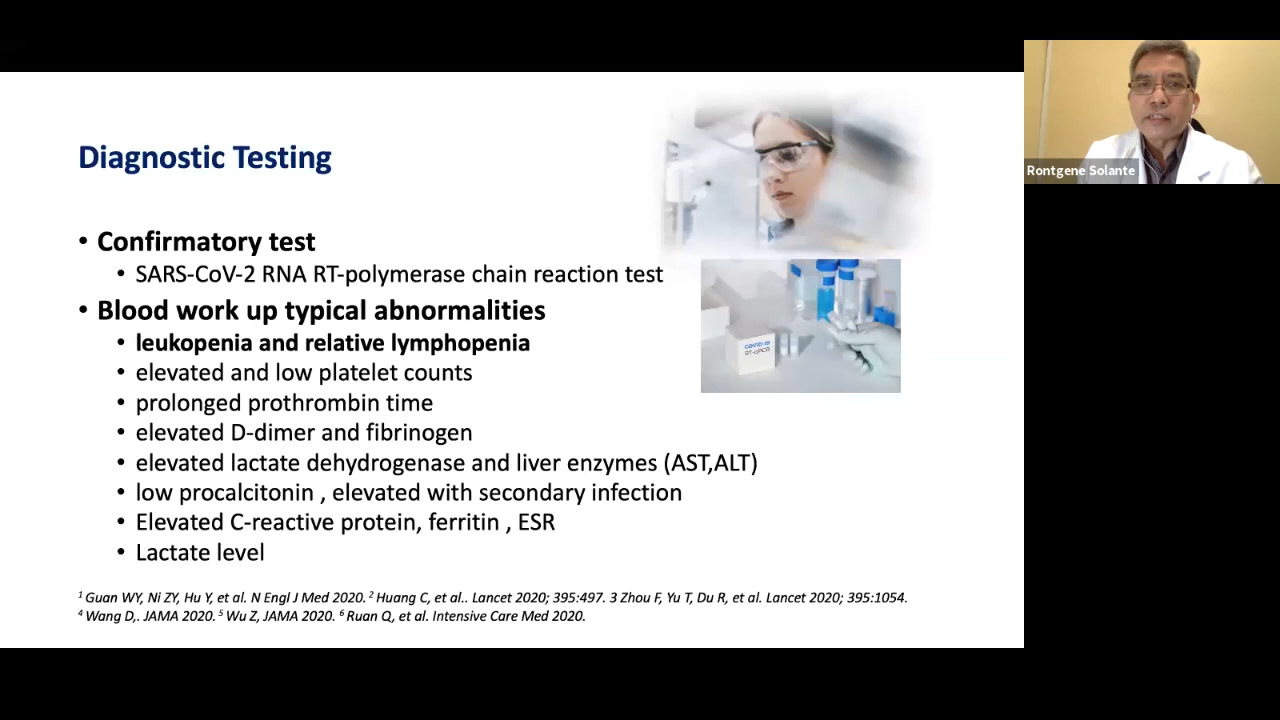 Diagnostic Testing
• Confirmatory test
• SARS-CoV-2 RNA RT-polymerase chain reaction test
• Blood work up typical abnormalities
• leukopenia and relative lymphopenia
• elevated and low platelet counts
• prolonged prothrombin time
• elevated D-dimer and fibrinogen
• elevated lactate dehydrogenase and liver enzymes (AST,ALT)
• low procalcitonin , elevated with secondary infection
• Elevated C-reactive protein, ferritin , ESR
• Lactate level
1 Guan WY, Ni ZY, Hu Y, et al. N Engl J Med 2020. 2 Huang C, et al.. Lancet 2020; 395:497. 3 Zhou F, Yu T, Du R, et al. Lancet 2020; 395:1054.
4 Wang D,. JAMA 2020. 5 Wu Z, JAMA 2020. 6 Ruan Q, et al. Intensive Care Med 2020.
COVID-19
RT-qPCR
Rontgene Solante